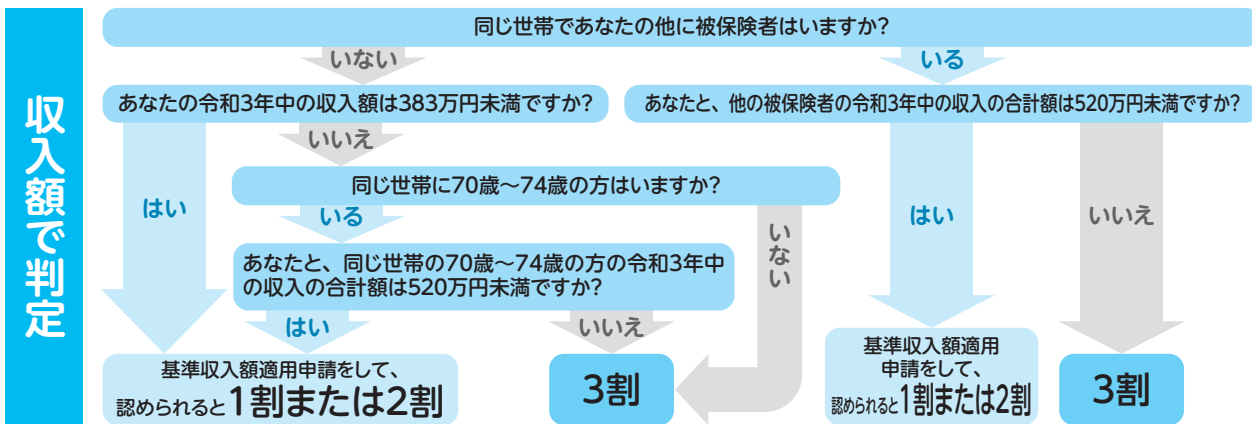 収入額で判定
同じ世帯であなたの他に被保険者はいますか？
いない
いる
あなたの令和3年中の収入額は383万円未満ですか？
あなたと、他の被保険者の令和3年中の収入の合計額は520万円未満ですか？
いいえ
同じ世帯に70歳～74歳の方はいますか？
はい
いる
いない
はい
いいえ
あなたと、同じ世帯の70歳～74歳の方の令和3年中
の収入の合計額は520万円未満ですか？
はい
いいえ
基準収入額適用申請をして、
認められると1割または2割
3割
基準収入額適用
申請をして、
認められると1割または2割
3割